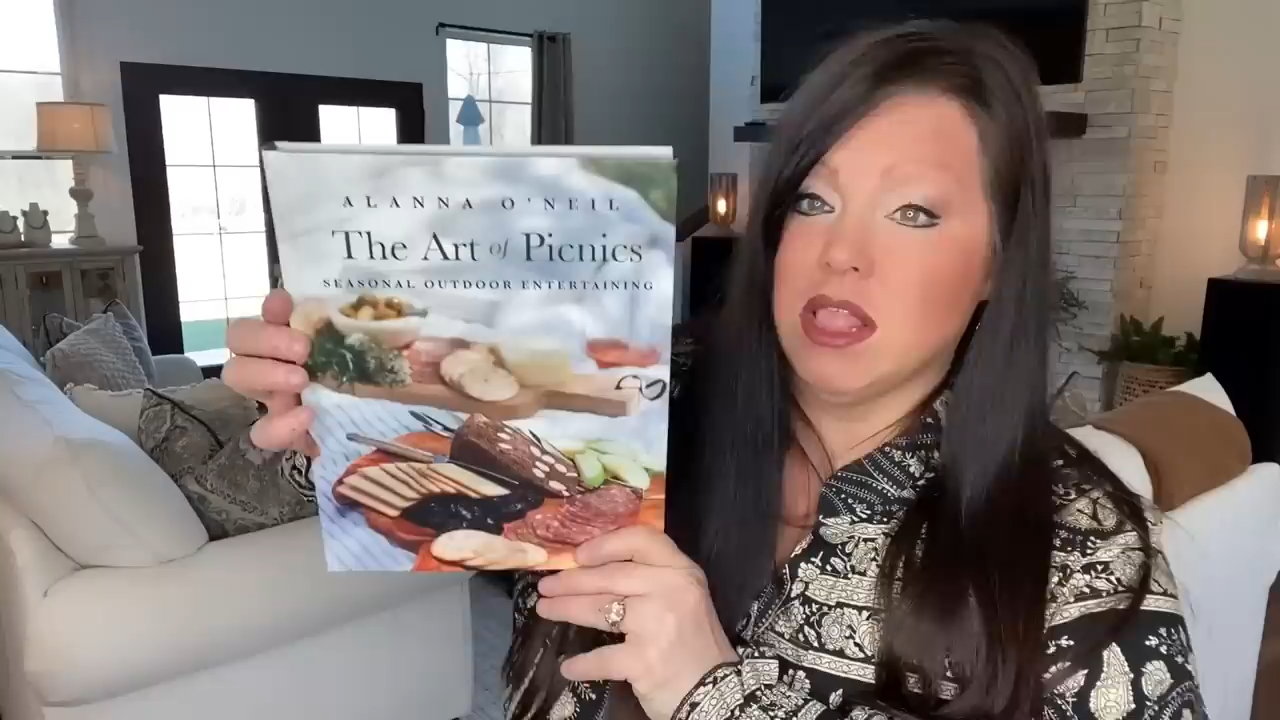 ALANNA O'NEIL
The Art of Picnics
SEASONAL OUTDOOR ENTERTAINING